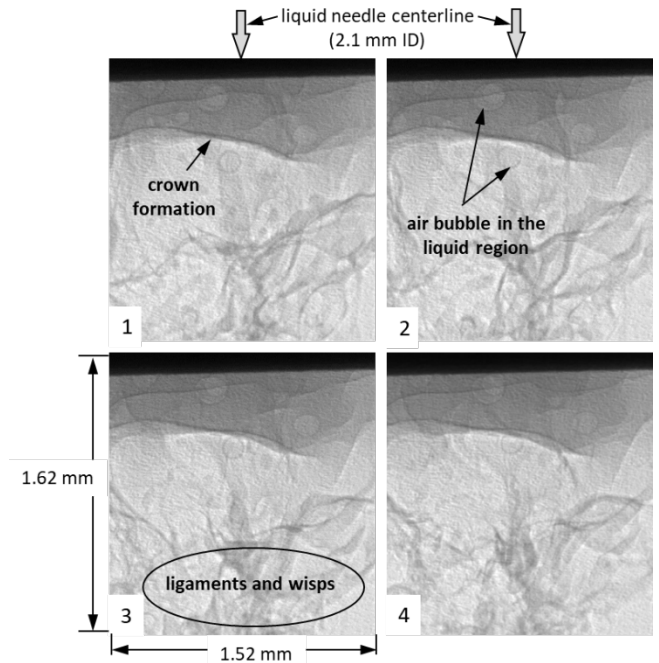 liquid needle centerline
(2.1 mm ID)
crown
formation
1
air bubble in the
liquid region
2
1.62 mm
ligaments and wisps
3
4
1.52 mm